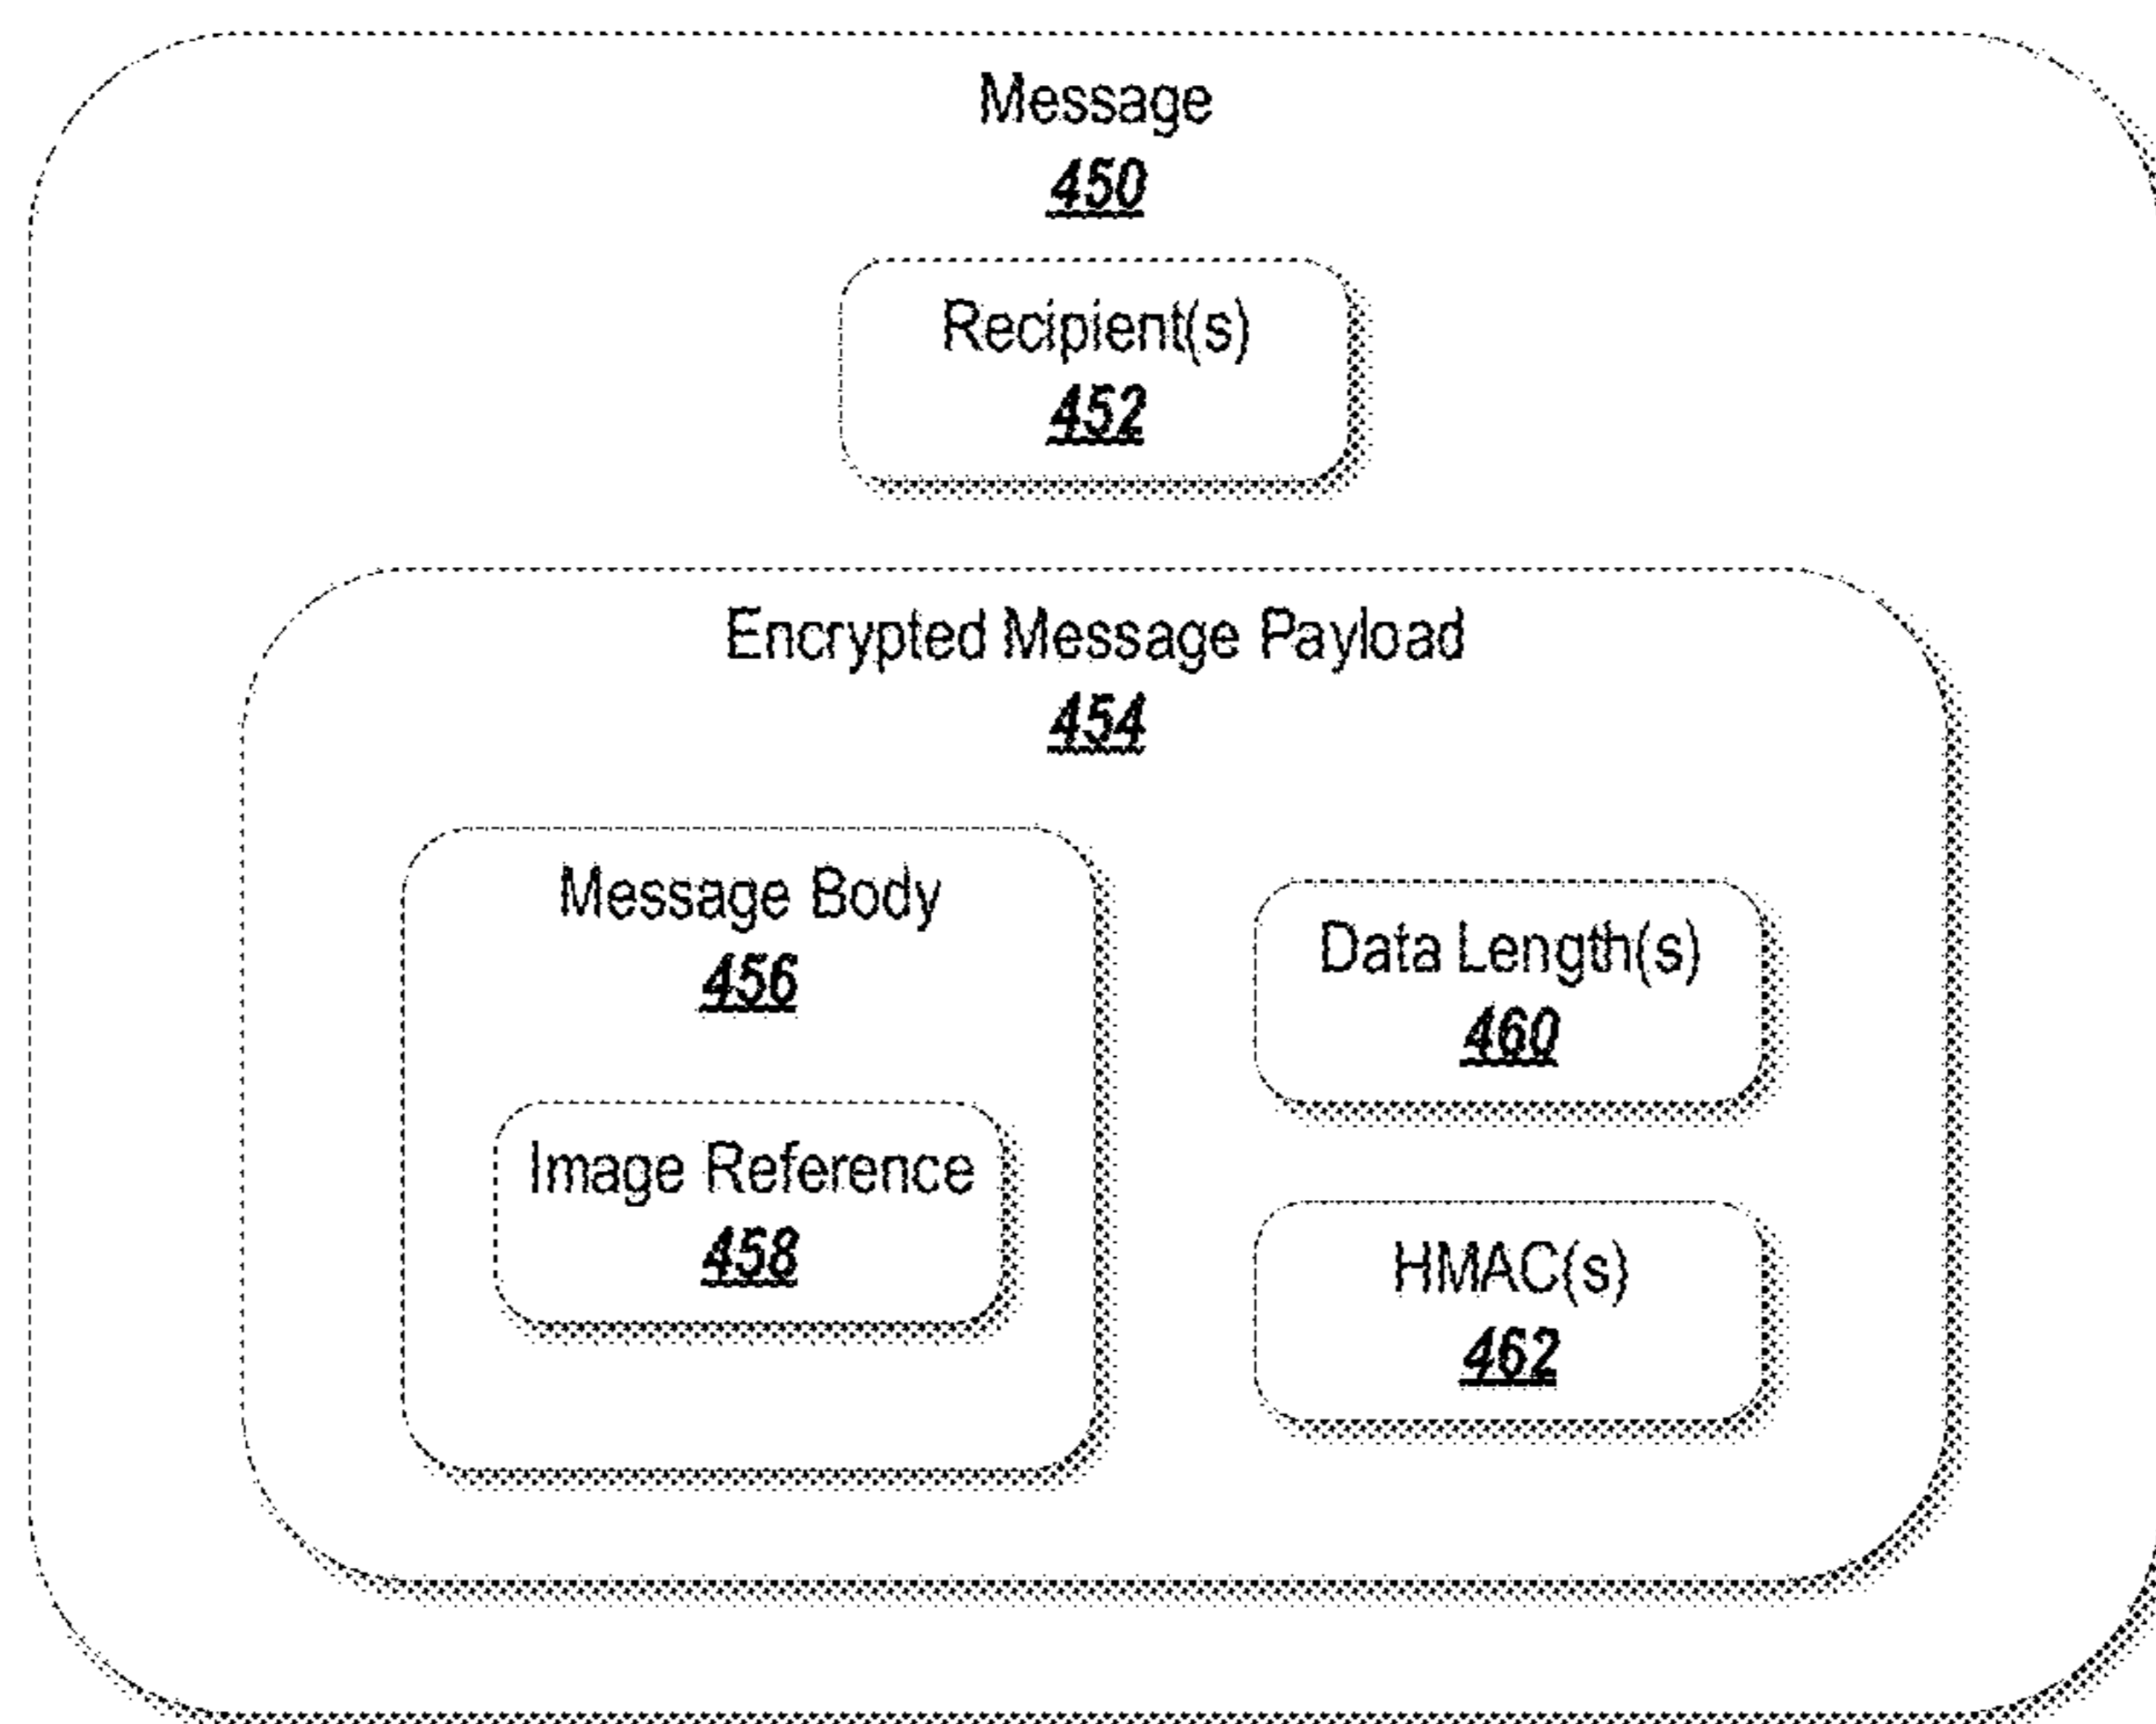 Message
450
Recipient(s)
452
Encrypted Message Payload
454
Message Body
456
Image Reference
458
Data Length(s)
460
HMAC(s)
462